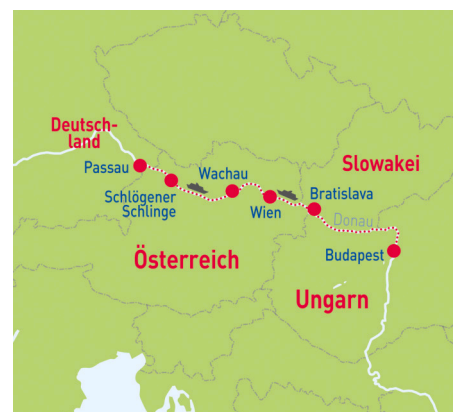 Deutsch-
land
Passau
Schlögener
Schlinge
Wachau
Wien
Slowakei
Bratislava
Donau
Budapest
Österreich
Ungarn